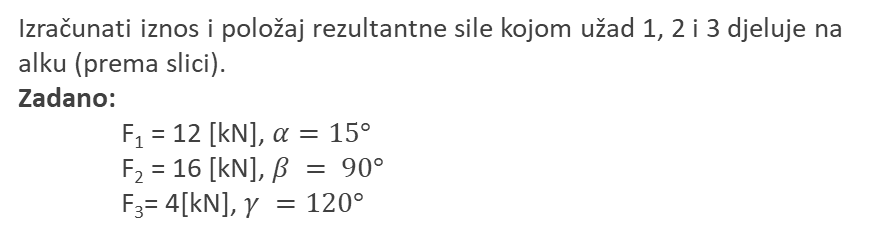 Izračunati iznos i položaj rezultantne sile kojom užad 1, 2 i 3 djeluje na
alku (prema slici).
Zadano:
F₁ = 12 [kN], 𝛼 = 15°
F₂ = 16 [kN], 𝛽 = 90°
F₃= 4[kN], 𝛾 = 120°